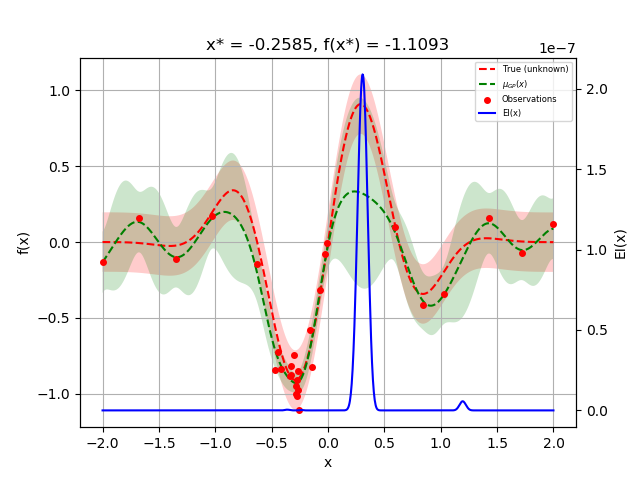 x* = -0.2585, f(x*) = -1.1093
1e−7
True (unknown)
μGP(x)
Observations
EI(x)
f(x)
1.0
0.5
0.0
−0.5
−1.0
2.0
1.5
1.0
0.5
0.0
EI(x)
−2.0 −1.5 −1.0 −0.5 0.0 0.5 1.0 1.5 2.0
x